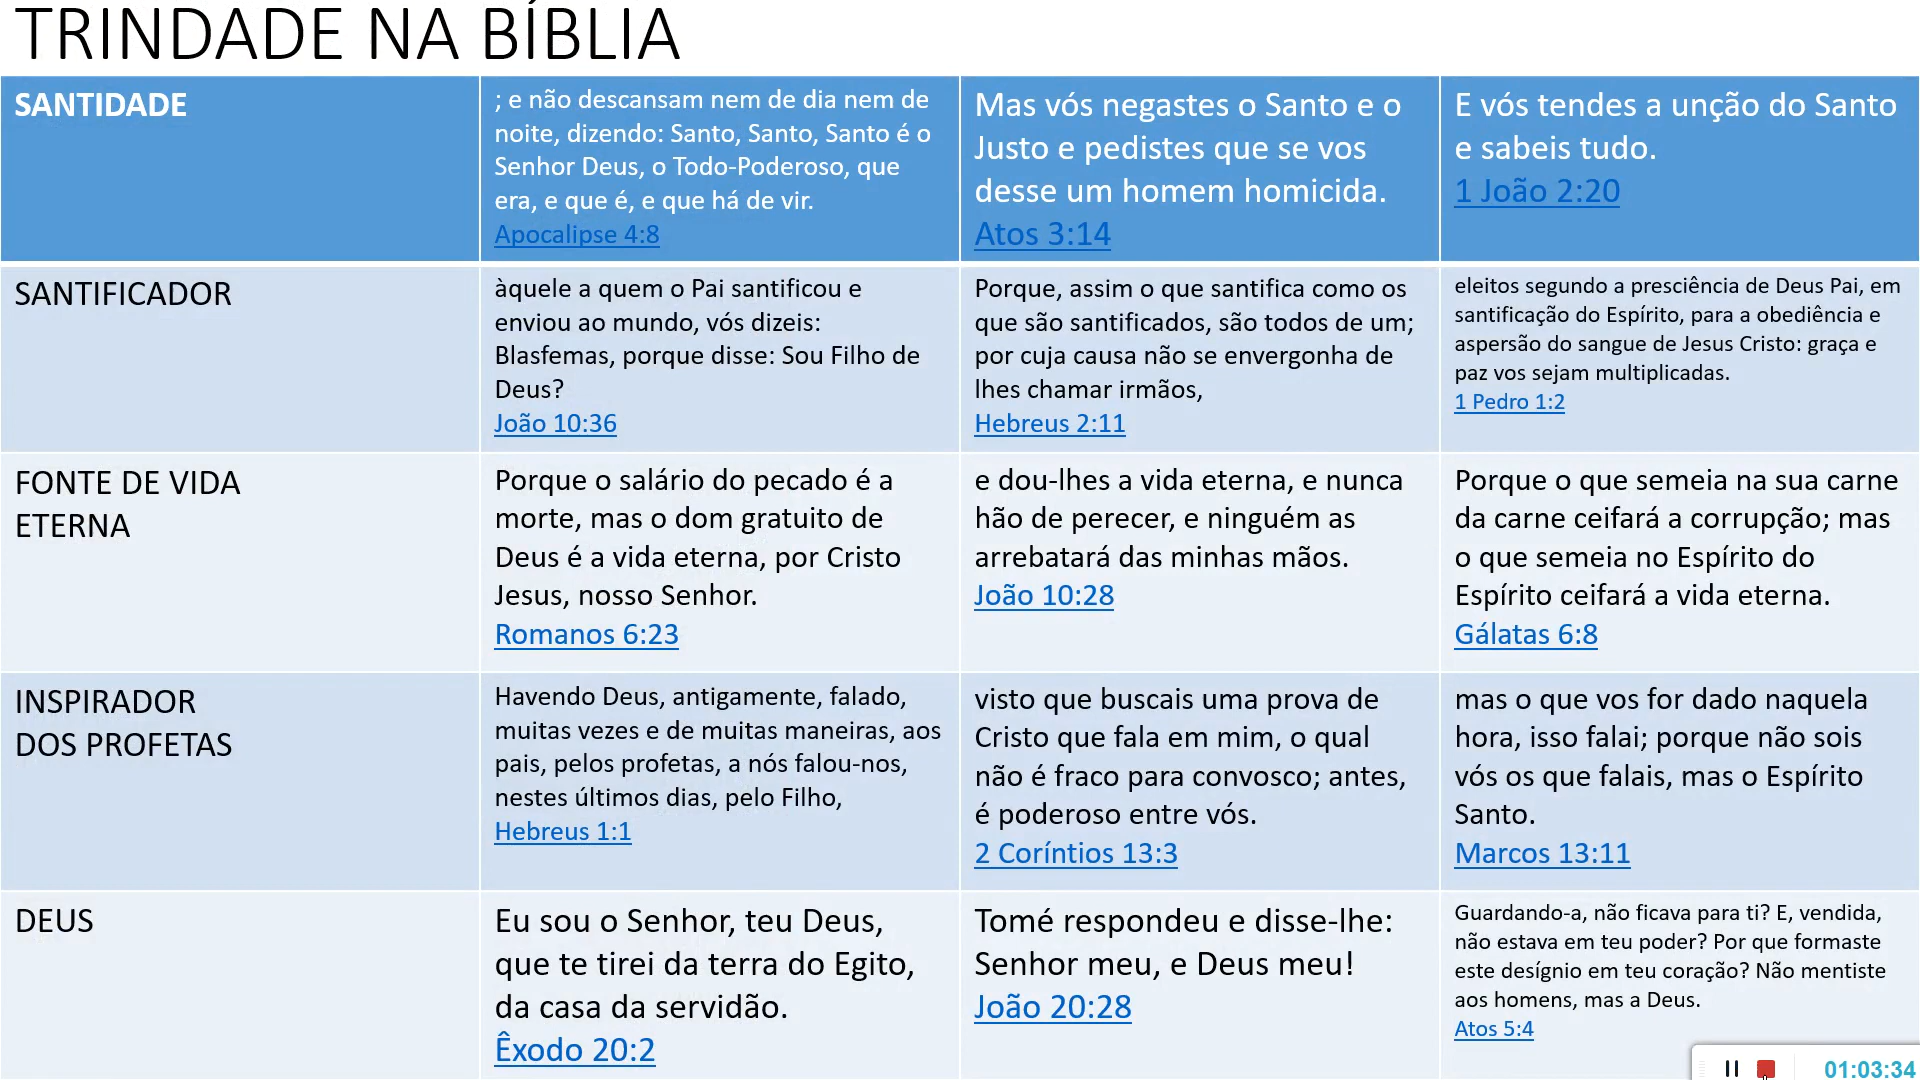 TRINDADE NA BÍBLIA
SANTIDADE
; e não descansam nem de dia nem de
noite, dizendo: Santo, Santo, Santo é o
Senhor Deus, o Todo-Poderoso, que
era, e que é, e que há de vir.
Apocalipse 4:8
Mas vós negastes o Santo e o
Justo e pedistes que se vos
desse um homem homicida.
Atos 3:14
E vós tendes a unção do Santo
e sabeis tudo.
1 João 2:20
SANTIFICADOR
àquele a quem o Pai santificou e
enviou ao mundo, vós dizeis:
Blasfemas, porque disse: Sou Filho de
Deus?
João 10:36
Porque, assim o que santifica como os
que são santificados, são todos de um;
por cuja causa não se envergonha de
lhes chamar irmãos,
Hebreus 2:11
eleitos segundo a presciência de Deus Pai, em
santificação do Espírito, para a obediência e
aspersão do sangue de Jesus Cristo: graça e
paz vos sejam multiplicadas.
1 Pedro 1:2
FONTE DE VIDA
ETERNA
Porque o salário do pecado é a
morte, mas o dom gratuito de
Deus é a vida eterna, por Cristo
Jesus, nosso Senhor.
Romanos 6:23
e dou-lhes a vida eterna, e nunca
hão de perecer, e ninguém as
arrebatará das minhas mãos.
João 10:28
Porque o que semeia na sua carne
da carne ceifará a corrupção; mas
o que semeia no Espírito do
Espírito ceifará a vida eterna.
Gálatas 6:8
INSPIRADOR
DOS PROFETAS
Havendo Deus, antigamente, falado,
muitas vezes e de muitas maneiras, aos
pais, pelos profetas, a nós falou-nos,
nestes últimos dias, pelo Filho,
Hebreus 1:1
visto que buscais uma prova de
Cristo que fala em mim, o qual
não é fraco para convosco; antes,
é poderoso entre vós.
2 Coríntios 13:3
mas o que vos for dado naquela
hora, isso falai; porque não sois
vós os que falais, mas o Espírito
Santo.
Marcos 13:11
DEUS
Eu sou o Senhor, teu Deus,
que te tirei da terra do Egito,
da casa da servidão.
Êxodo 20:2
Tomé respondeu e disse-lhe:
Senhor meu, e Deus meu!
João 20:28
Guardando-a, não ficava para ti? E, vendida,
não estava em teu poder? Por que formaste
este desígnio em teu coração? Não mentiste
aos homens, mas a Deus.
Atos 5:4
01:03:34